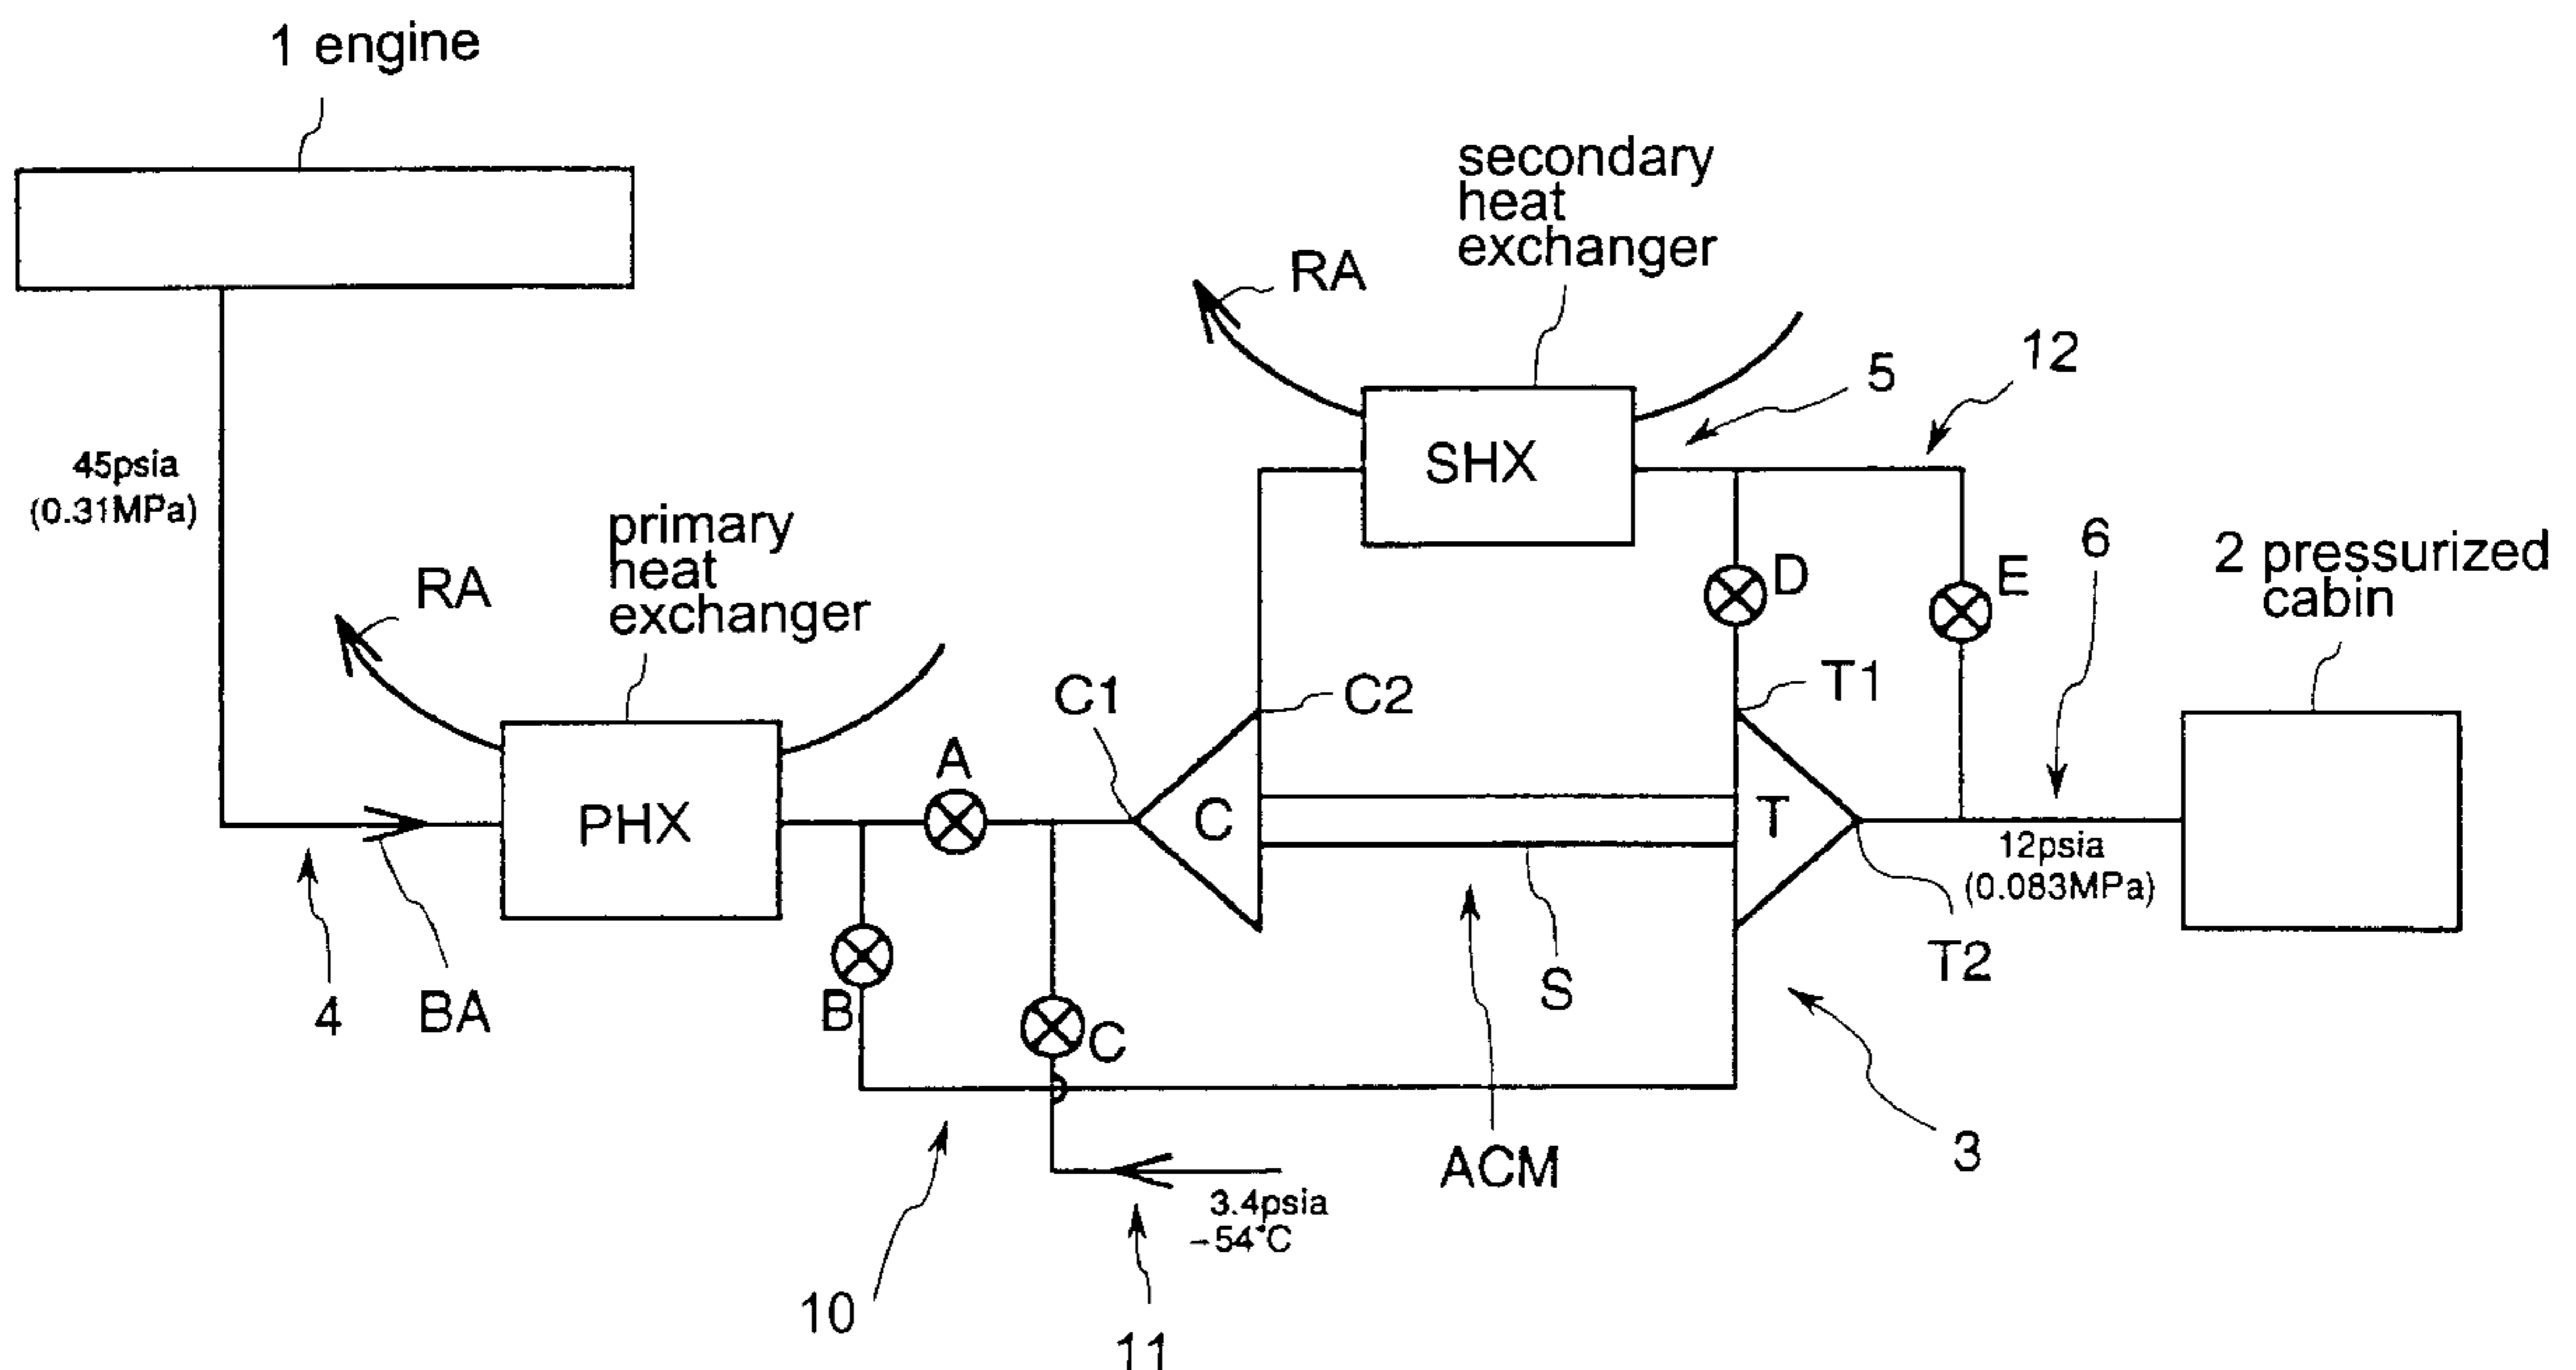 1 engine
secondary
heat
exchanger
RA
12
5
45psia
(0.31MPa)
SHX
primary
heat
exchanger
6
2 pressurized
cabin
D
E
RA
T1
C1
C2
A
PHX
C
T
12psia
(0.083MPa)
T2
B
S
4
BA
C
3
ACM
3.4psia
-54°C
10
11